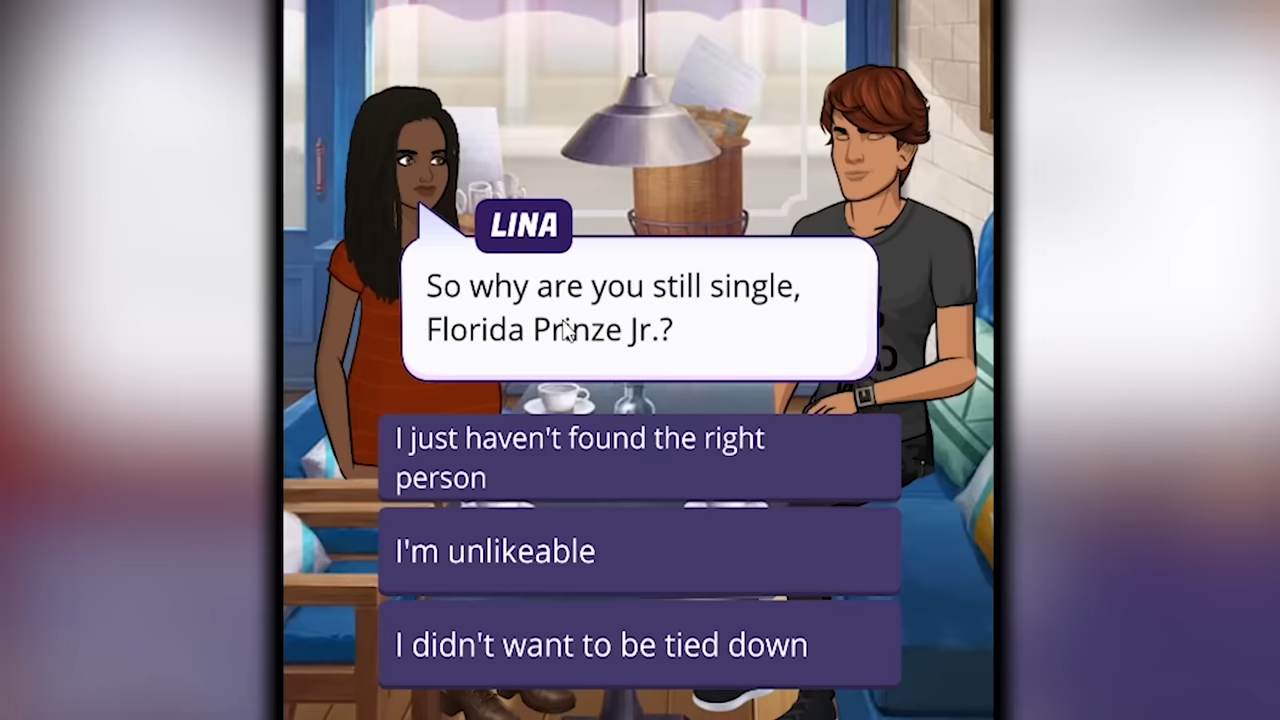 LINA
So why are you still single,
Florida Prinze Jr.?
I just haven't found the right
person
I'm unlikeable
I didn't want to be tied down